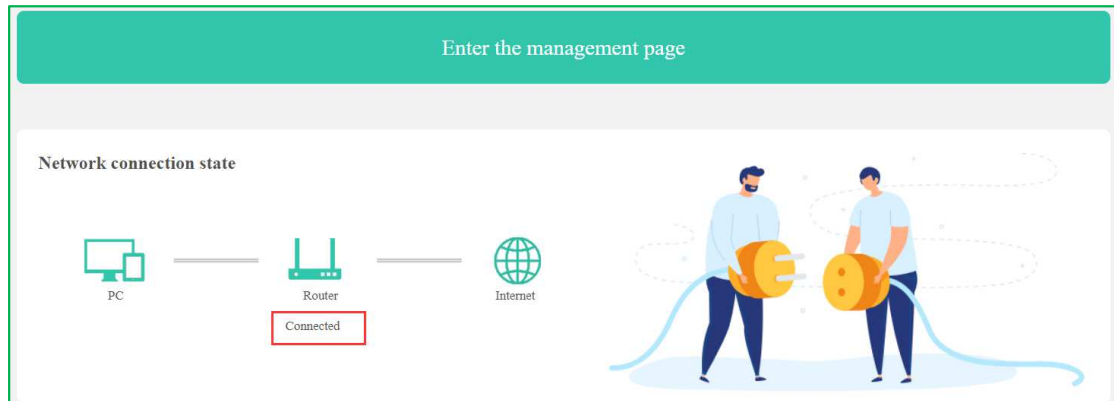 Enter the management page
Network connection state
PC
Router
Internet
Connected